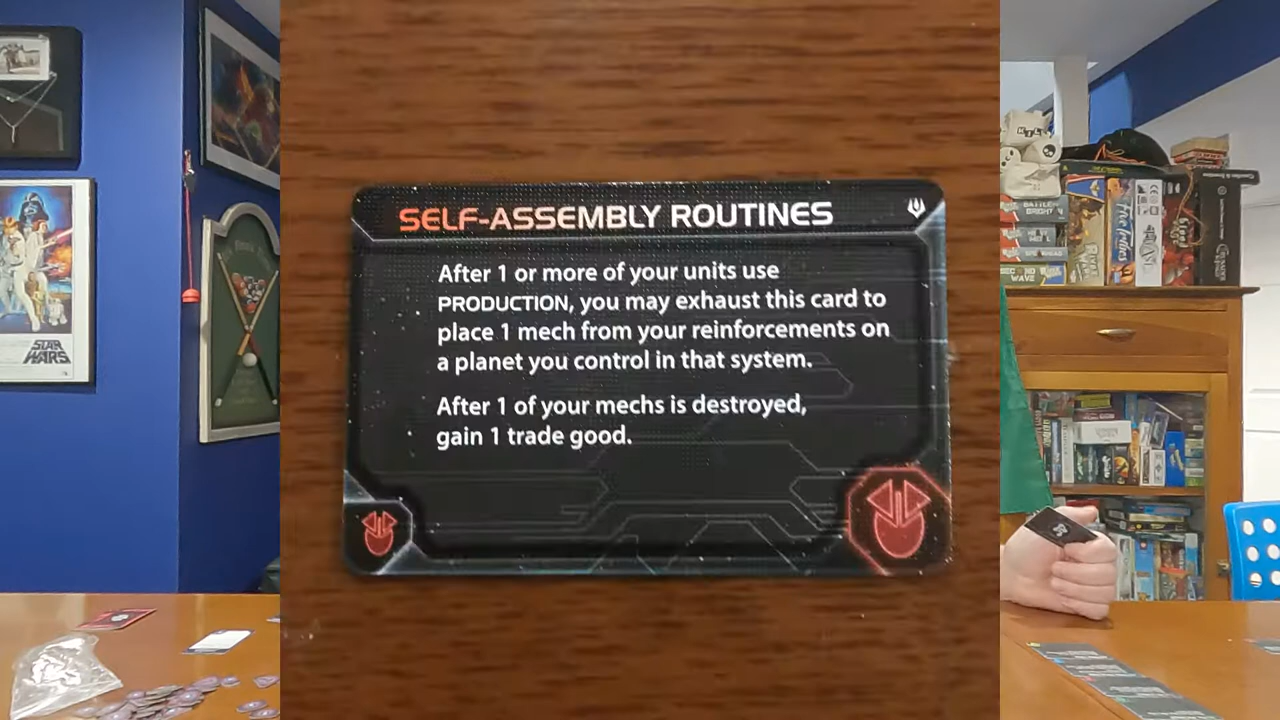 SELF-ASSEMBLY ROUTINES
After 1 or more of your units use
PRODUCTION, you may exhaust this card to
place 1 mech from your reinforcements on
a planet you control in that system.
After 1 of your mechs is destroyed,
gain 1 trade good.
STAR
WARS